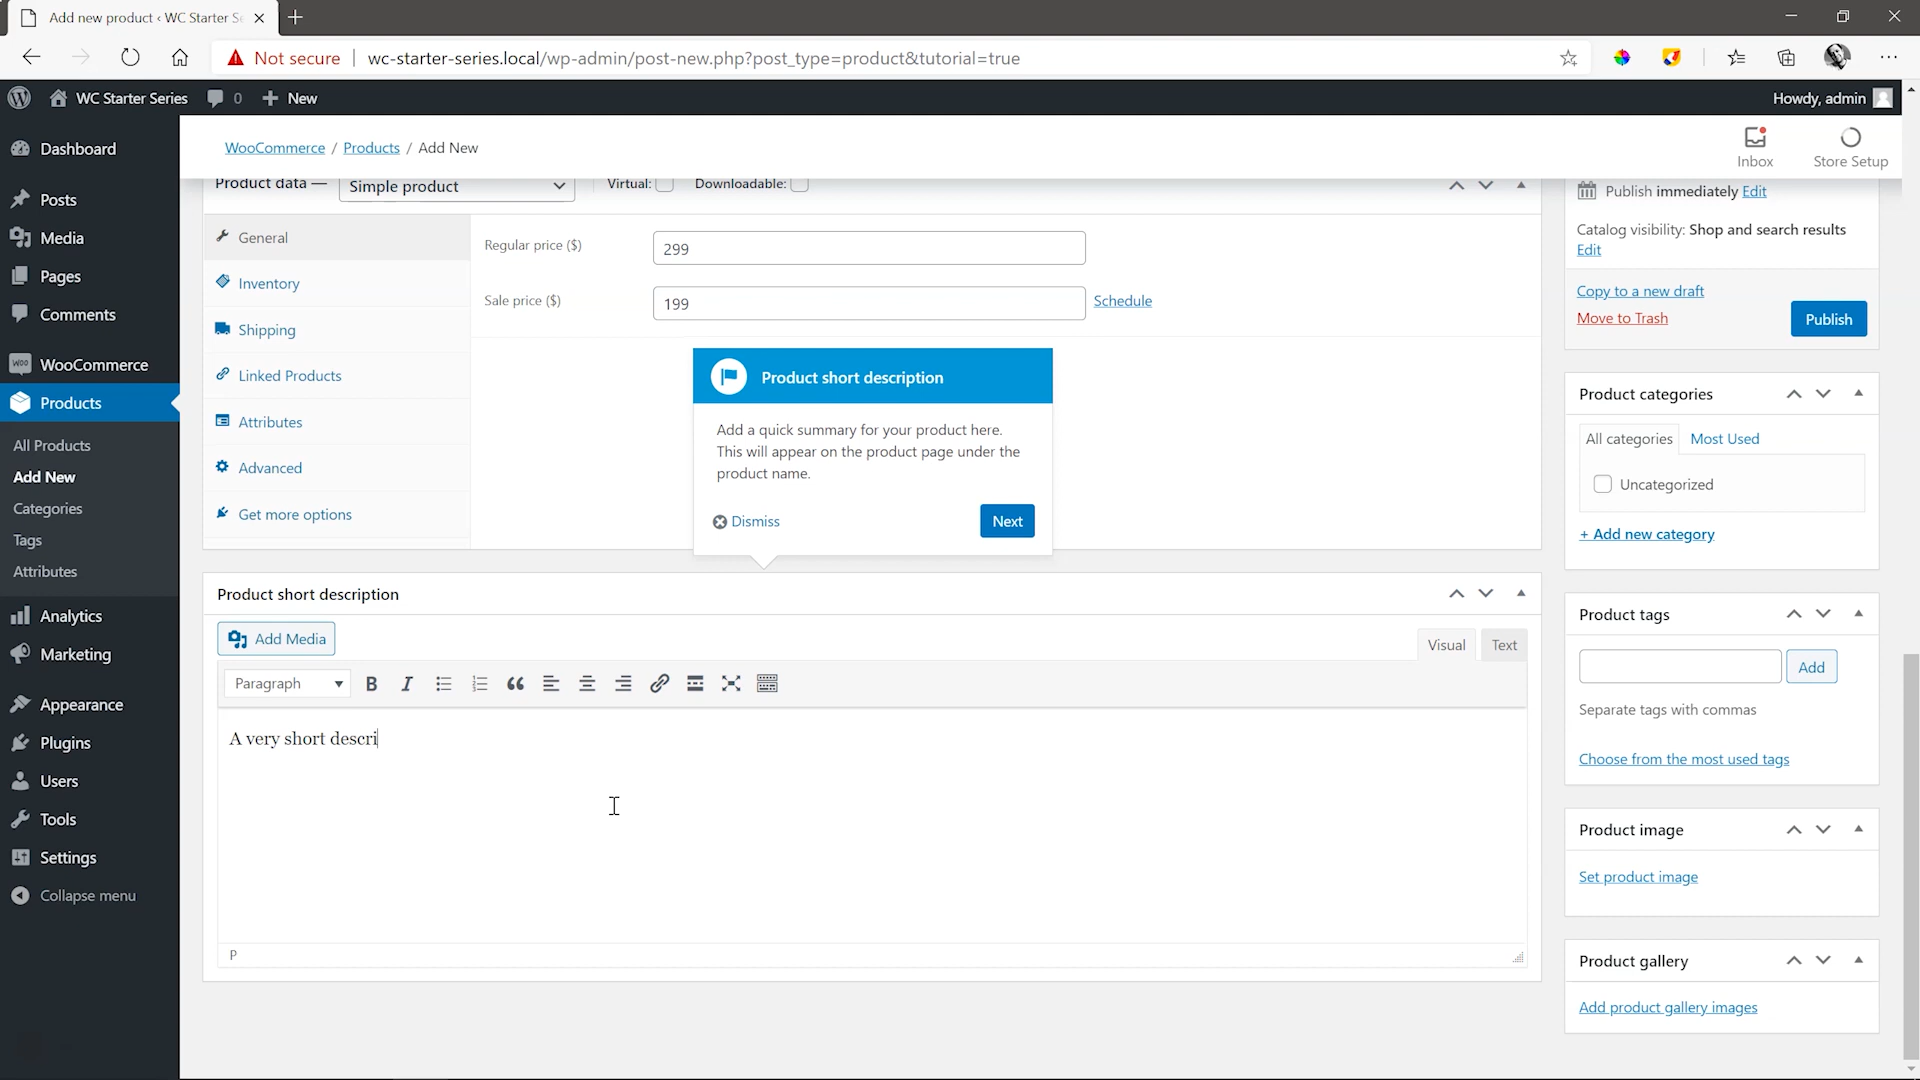 Add new product ‹ WC Starter Se
Not secure
wc-starter-series.local/wp-admin/post-new.php?post_type=product&tutorial=true
WC Starter Series
0
New
Howdy, admin
Dashboard
Posts
Media
Pages
Comments
WooCommerce
Products
All Products
Add New
Categories
Tags
Attributes
Analytics
Marketing
Appearance
Plugins
Users
Tools
Settings
Collapse menu
WooCommerce / Products / Add New
Inbox
Store Setup
Product data — Simple product Virtual: Downloadable:
General
Inventory
Shipping
Linked Products
Attributes
Advanced
Get more options
Regular price ($) 299
Sale price ($) 199 Schedule
Product short description
Add a quick summary for your product here.
This will appear on the product page under the
product name.
Dismiss Next
Product short description
Add Media
Visual Text
Paragraph
A very short descri
P
Publish immediately Edit
Catalog visibility: Shop and search results
Edit
Copy to a new draft
Move to Trash
Publish
Product categories
All categories Most Used
Uncategorized
+ Add new category
Product tags
Add
Separate tags with commas
Choose from the most used tags
Product image
Set product image
Product gallery
Add product gallery images